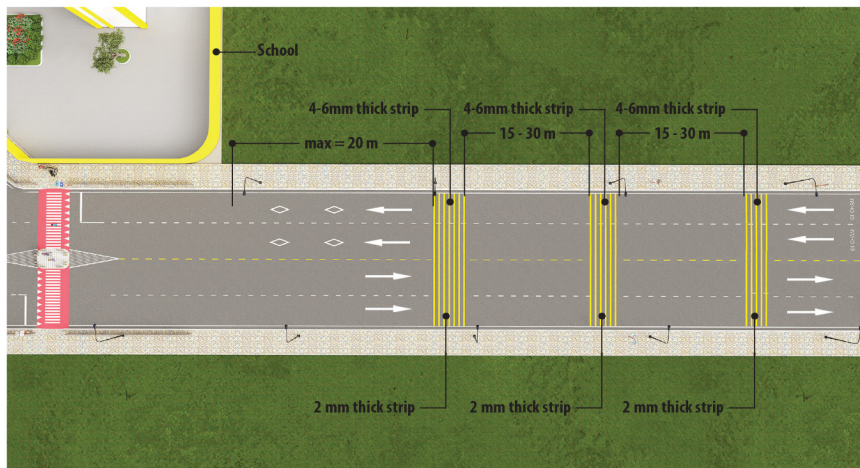 School
4-6mm thick strip 4-6mm thick strip 4-6mm thick strip
max = 20 m 15 - 30 m 15 - 30 m
2 mm thick strip 2 mm thick strip 2 mm thick strip